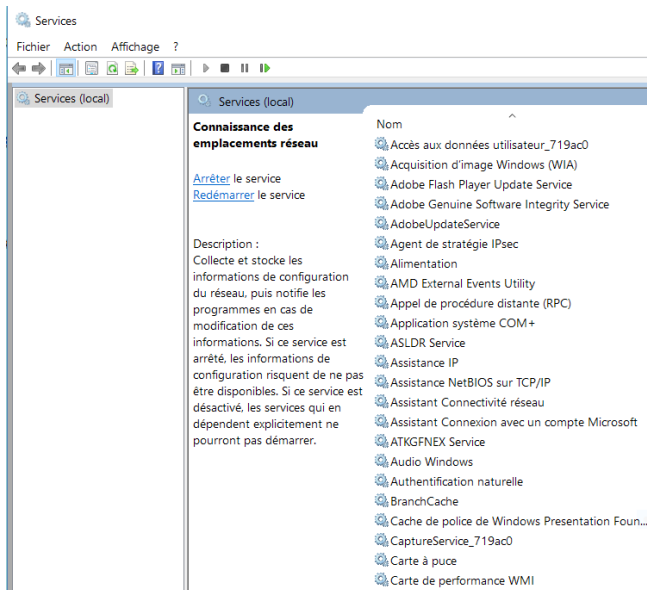 Services
Fichier Action Affichage ?
Services (local)
Services (local)
Connaissance des
emplacements réseau
Arrêter le service
Redémarrer le service
Description :
Collecte et stocke les
informations de configuration
du réseau, puis notifie les
programmes en cas de
modification de ces
informations. Si ce service est
arrêté, les informations de
configuration risquent de ne pas
être disponibles. Si ce service est
désactivé, les services qui en
dépendent explicitement ne
pourront pas démarrer.
Nom
Accès aux données utilisateur_719ac0
Acquisition d'image Windows (WIA)
Adobe Flash Player Update Service
Adobe Genuine Software Integrity Service
AdobeUpdateService
Agent de stratégie IPsec
Alimentation
AMD External Events Utility
Appel de procédure distante (RPC)
Application système COM+
ASLDR Service
Assistance IP
Assistance NetBIOS sur TCP/IP
Assistant Connectivité réseau
Assistant Connexion avec un compte Microsoft
ATKGFNEX Service
Audio Windows
Authentification naturelle
BranchCache
Cache de police de Windows Presentation Foun...
CaptureService_719ac0
Carte à puce
Carte de performance WMI